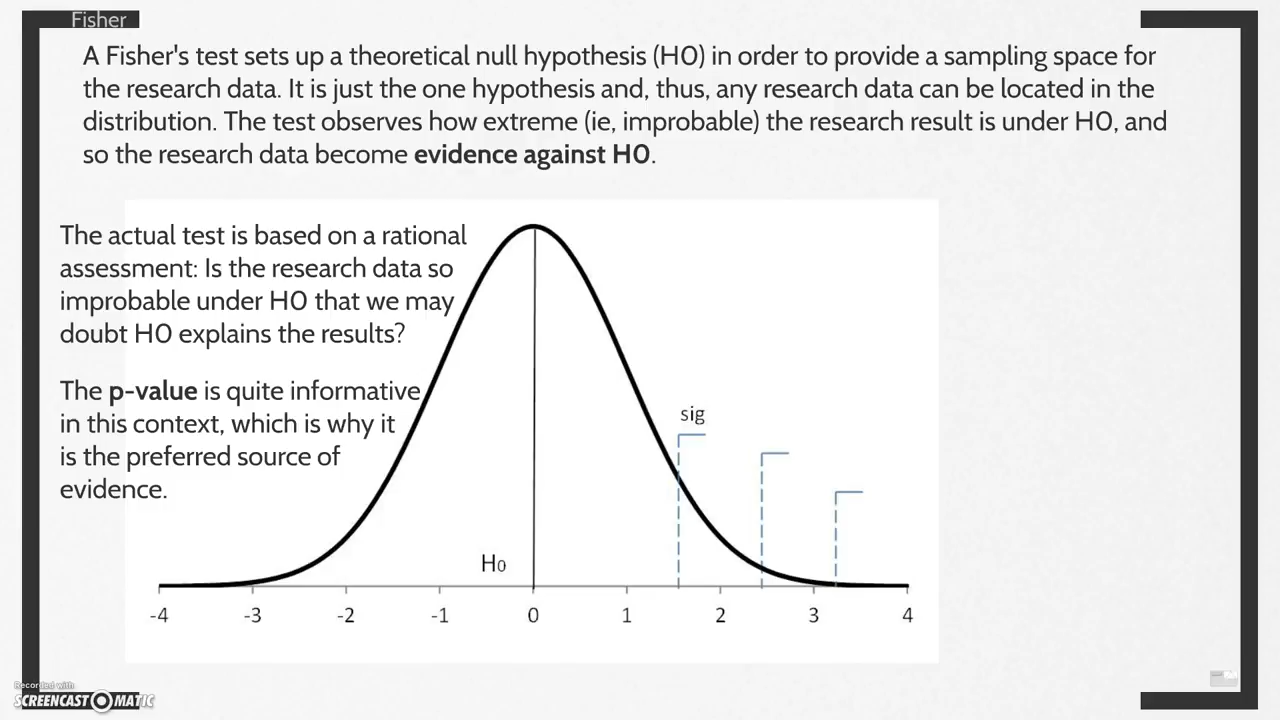 Fisher
A Fisher's test sets up a theoretical null hypothesis (H0) in order to provide a sampling space for
the research data. It is just the one hypothesis and, thus, any research data can be located in the
distribution. The test observes how extreme (ie, improbable) the research result is under H0, and
so the research data become evidence against H0.
The actual test is based on a rational
assessment: Is the research data so
improbable under H0 that we may
doubt H0 explains the results?
The p-value is quite informative
in this context, which is why it
is the preferred source of
evidence.
sig
H0
-4 -3 -2 -1 0 1 2 3 4
Recorded with
SCREENCAST O MATIC